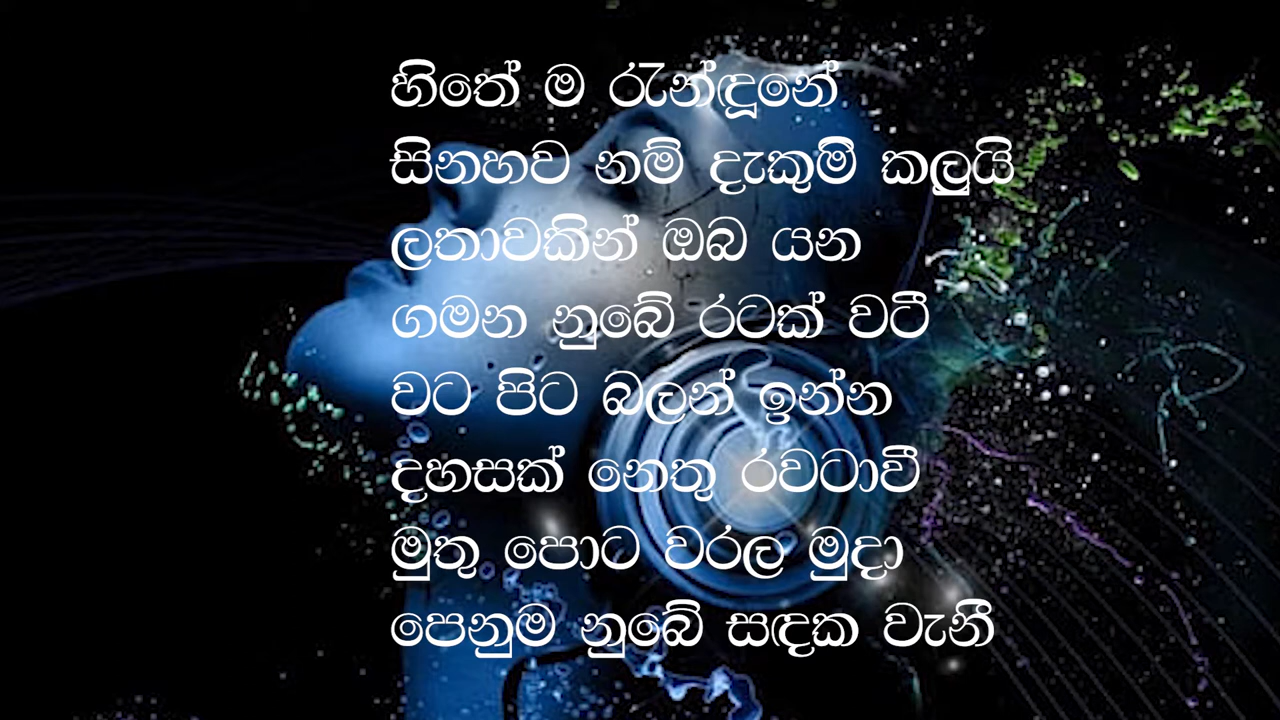 හිතේ ම රැන්ඳූනේ
සිනහව නම් දැකුම් කලුයි
ලතාවකින් ඔබ යන
ගමන නුබේ රටක් වටී
වට පිට බලන් ඉන්න
දහසක් නෙතු රවටාවී
මුතු පොට වරල මුදා
පෙනුම නුබේ සඳක වැනී